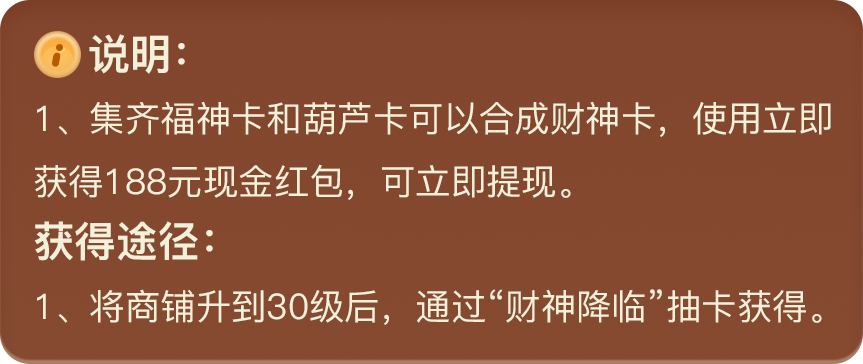 说明：
1、集齐福神卡和葫芦卡可以合成财神卡，使用立即
获得188元现金红包，可立即提现。
获得途径：
1、将商铺升到30级后，通过“财神降临”抽卡获得。